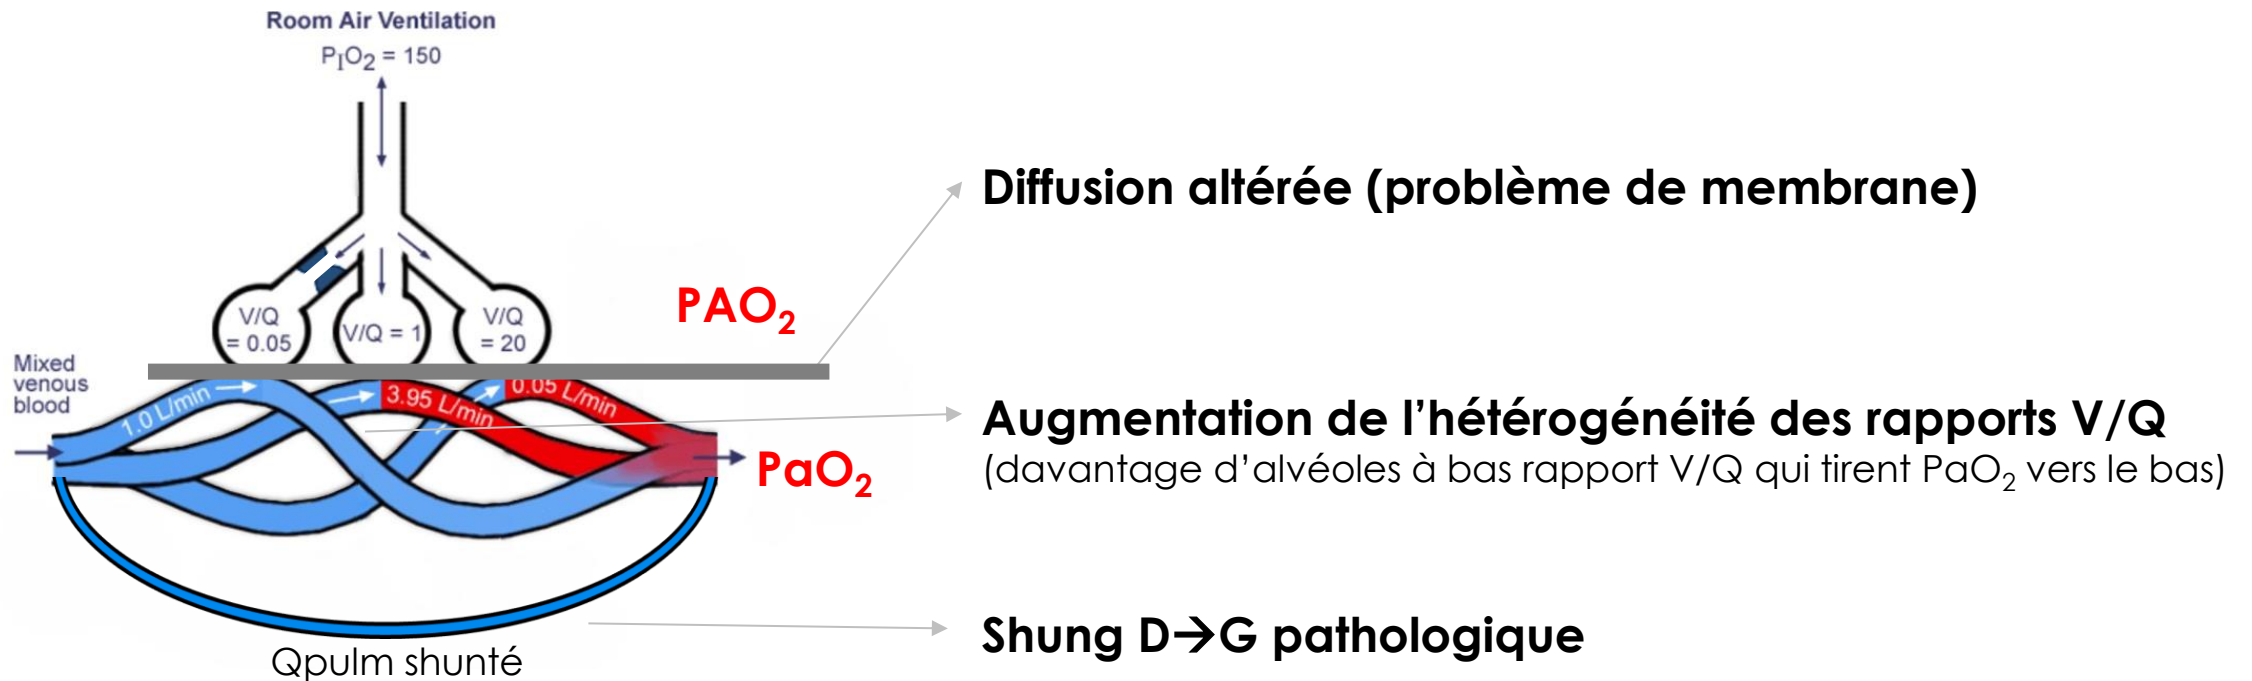 Room Air Ventilation
PIO2 = 150
V/Q
= 0.05
V/Q = 1
V/Q
= 20
Mixed
venous
blood
1.0 L/min
3.95 L/min
0.05 L/min
PAO2
PaO2
Qpulm shunté
Diffusion altérée (problème de membrane)
Augmentation de l’hétérogénéité des rapports V/Q
(davantage d’alvéoles à bas rapport V/Q qui tirent PaO2 vers le bas)
Shung D→G pathologique